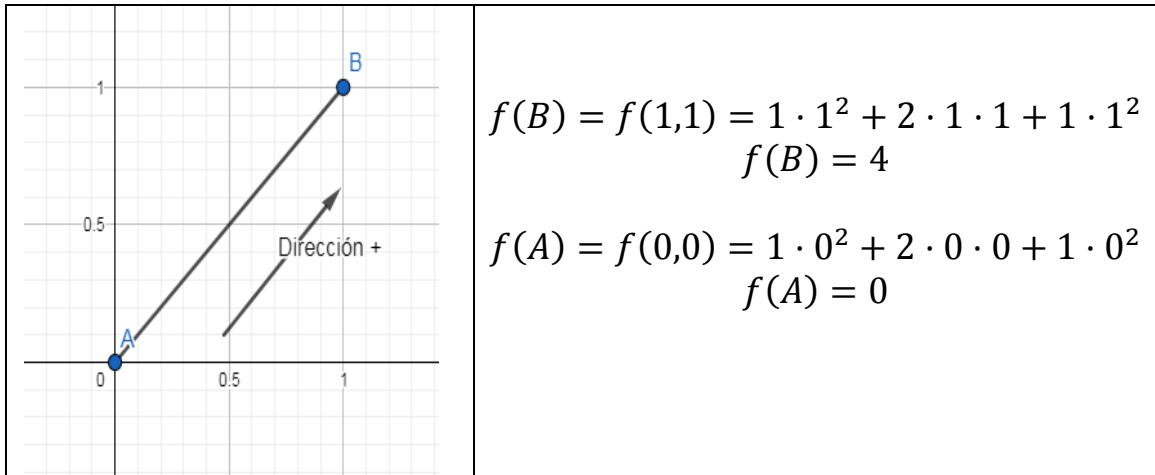 B
1
0.5
Dirección +
A
0 0.5 1
f(B) = f(1,1) = 1 · 1² + 2 · 1 · 1 + 1 · 1²
f(B) = 4
f(A) = f(0,0) = 1 · 0² + 2 · 0 · 0 + 1 · 0²
f(A) = 0